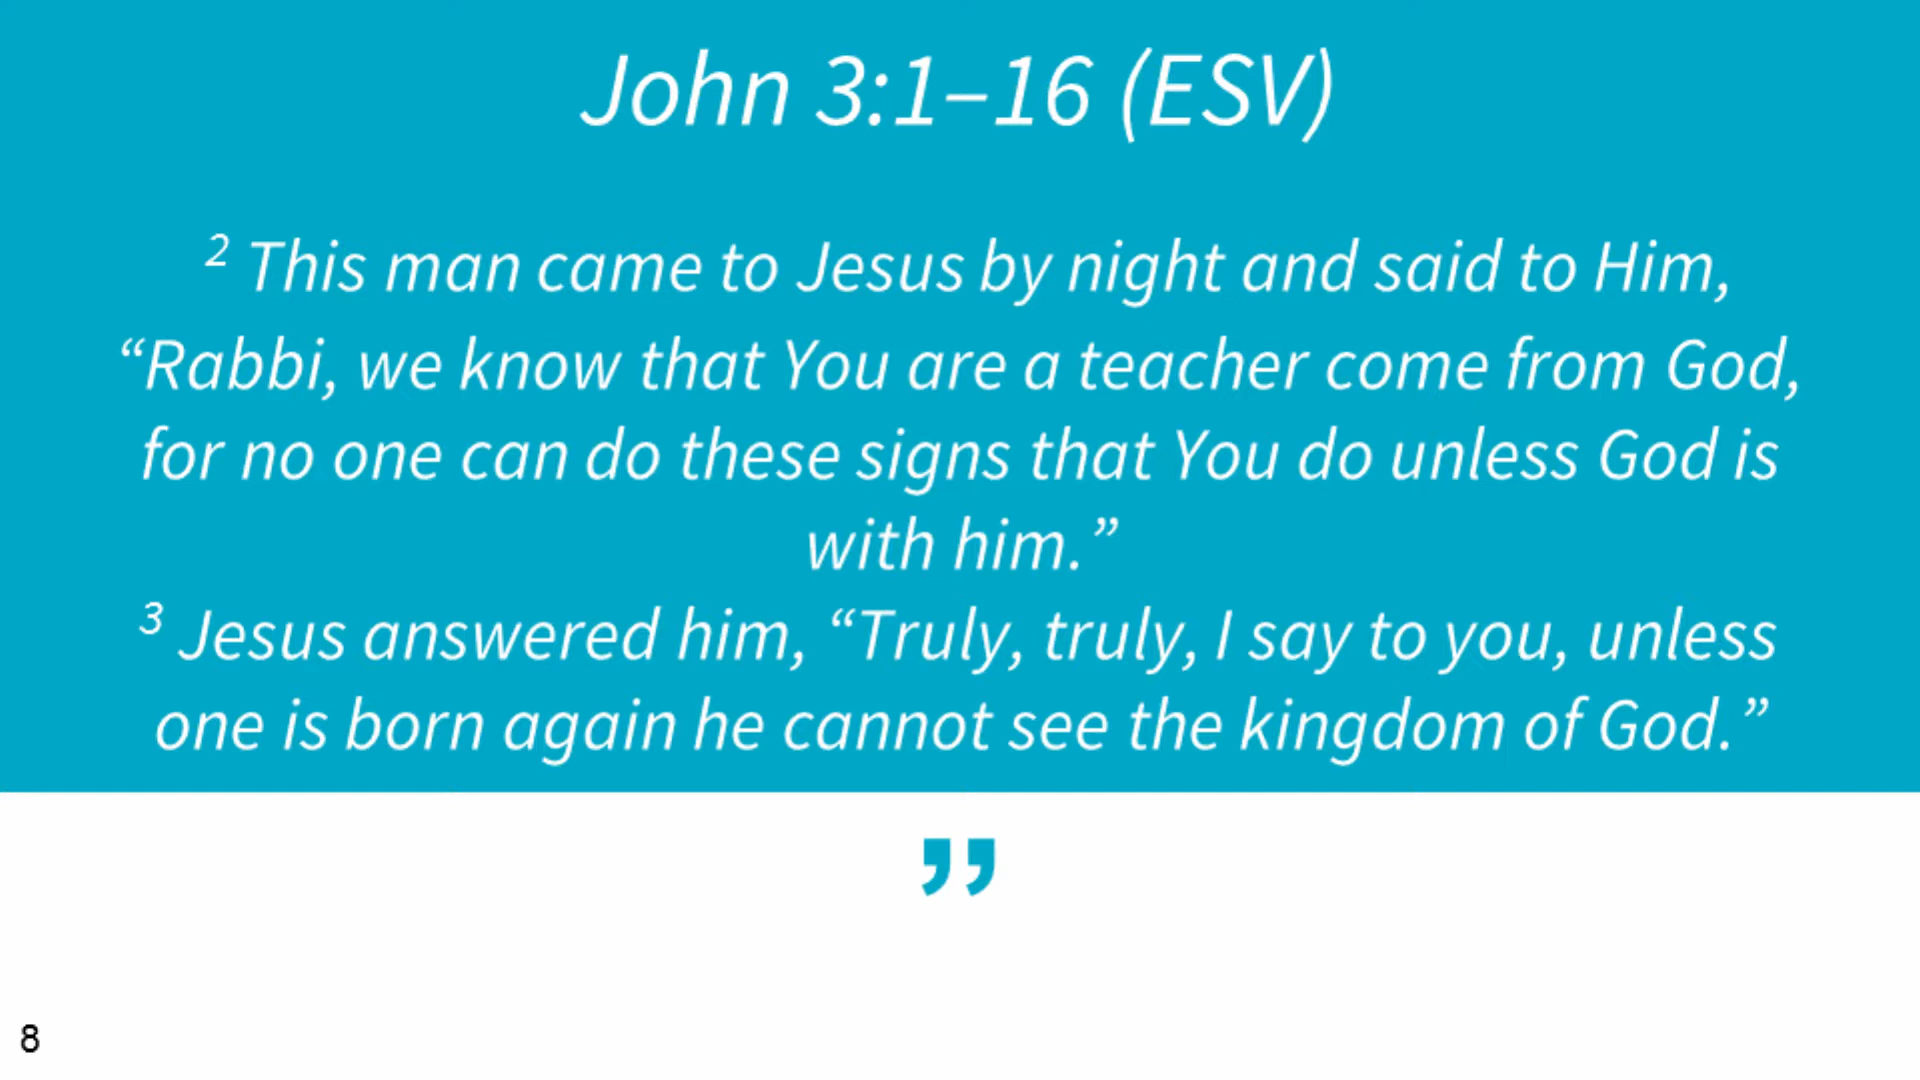 John 3:1–16 (ESV)
2 This man came to Jesus by night and said to Him,
“Rabbi, we know that You are a teacher come from God,
for no one can do these signs that You do unless God is
with him.”
3 Jesus answered him, “Truly, truly, I say to you, unless
one is born again he cannot see the kingdom of God.”
”
8